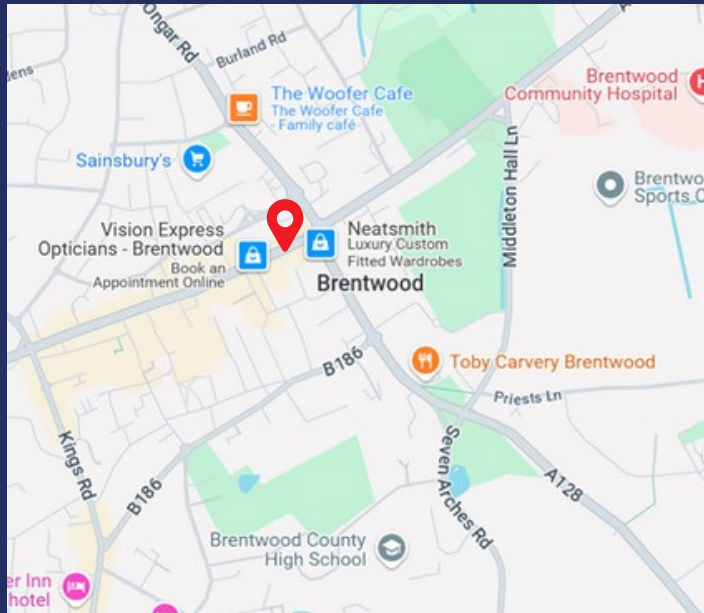 Ongar Rd
Burland Rd
The Woofer Cafe
The Woofer Cafe
- Family café
Brentwood
Community Hospital
H
Sainsbury's
Middleton Hall Ln
Sports
Vision Express
Opticians - Brentwood
Book an
Appointment Online
Neatsmith
Luxury Custom
Fitted Wardrobes
Brentwood
B186
Toby Carvery Brentwood
Priests Ln
Kings Rd
B186
Seven Arches Rd
A128
Brentwood County
High School
Inn
hotel